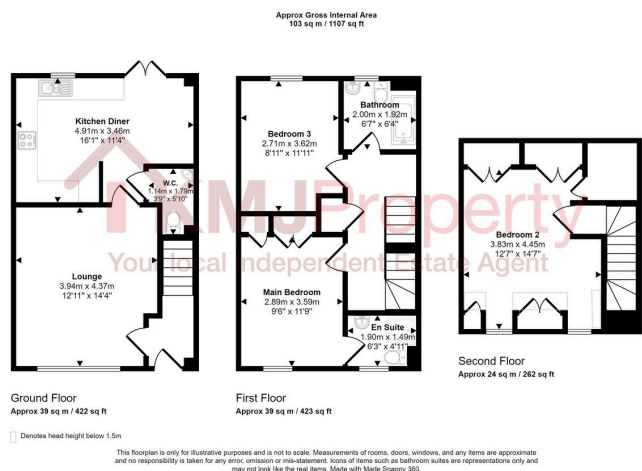 Approx Gross Internal Area
103 sq m / 1107 sq ft
Kitchen Diner
4.91m x 3.46m
16'1" x 11'4"
W.C.
1.14m x 1.79m
3'9" x 5'10"
Lounge
3.94m x 4.37m
12'11" x 14'4"
Ground Floor
Approx 39 sq m / 422 sq ft
Bathroom
2.00m x 1.92m
6'7" x 6'4"
Bedroom 3
2.71m x 3.62m
8'11" x 11'11"
Main Bedroom
2.89m x 3.59m
9'6" x 11'9"
En Suite
1.90m x 1.49m
6'3" x 4'11"
First Floor
Approx 39 sq m / 423 sq ft
Bedroom 2
3.83m x 4.45m
12'7" x 14'7"
Second Floor
Approx 24 sq m / 262 sq ft
KMJ Property
Your local Independent Estate Agent
Denotes head height below 1.5m
This floorplan is only for illustrative purposes and is not to scale. Measurements of rooms, doors, windows, and any items are approximate
and no responsibility is taken for any error, omission or mis-statement. Icons of items such as bathroom suites are representations only and
may not look like the real items. Made with Made Snappy 360.